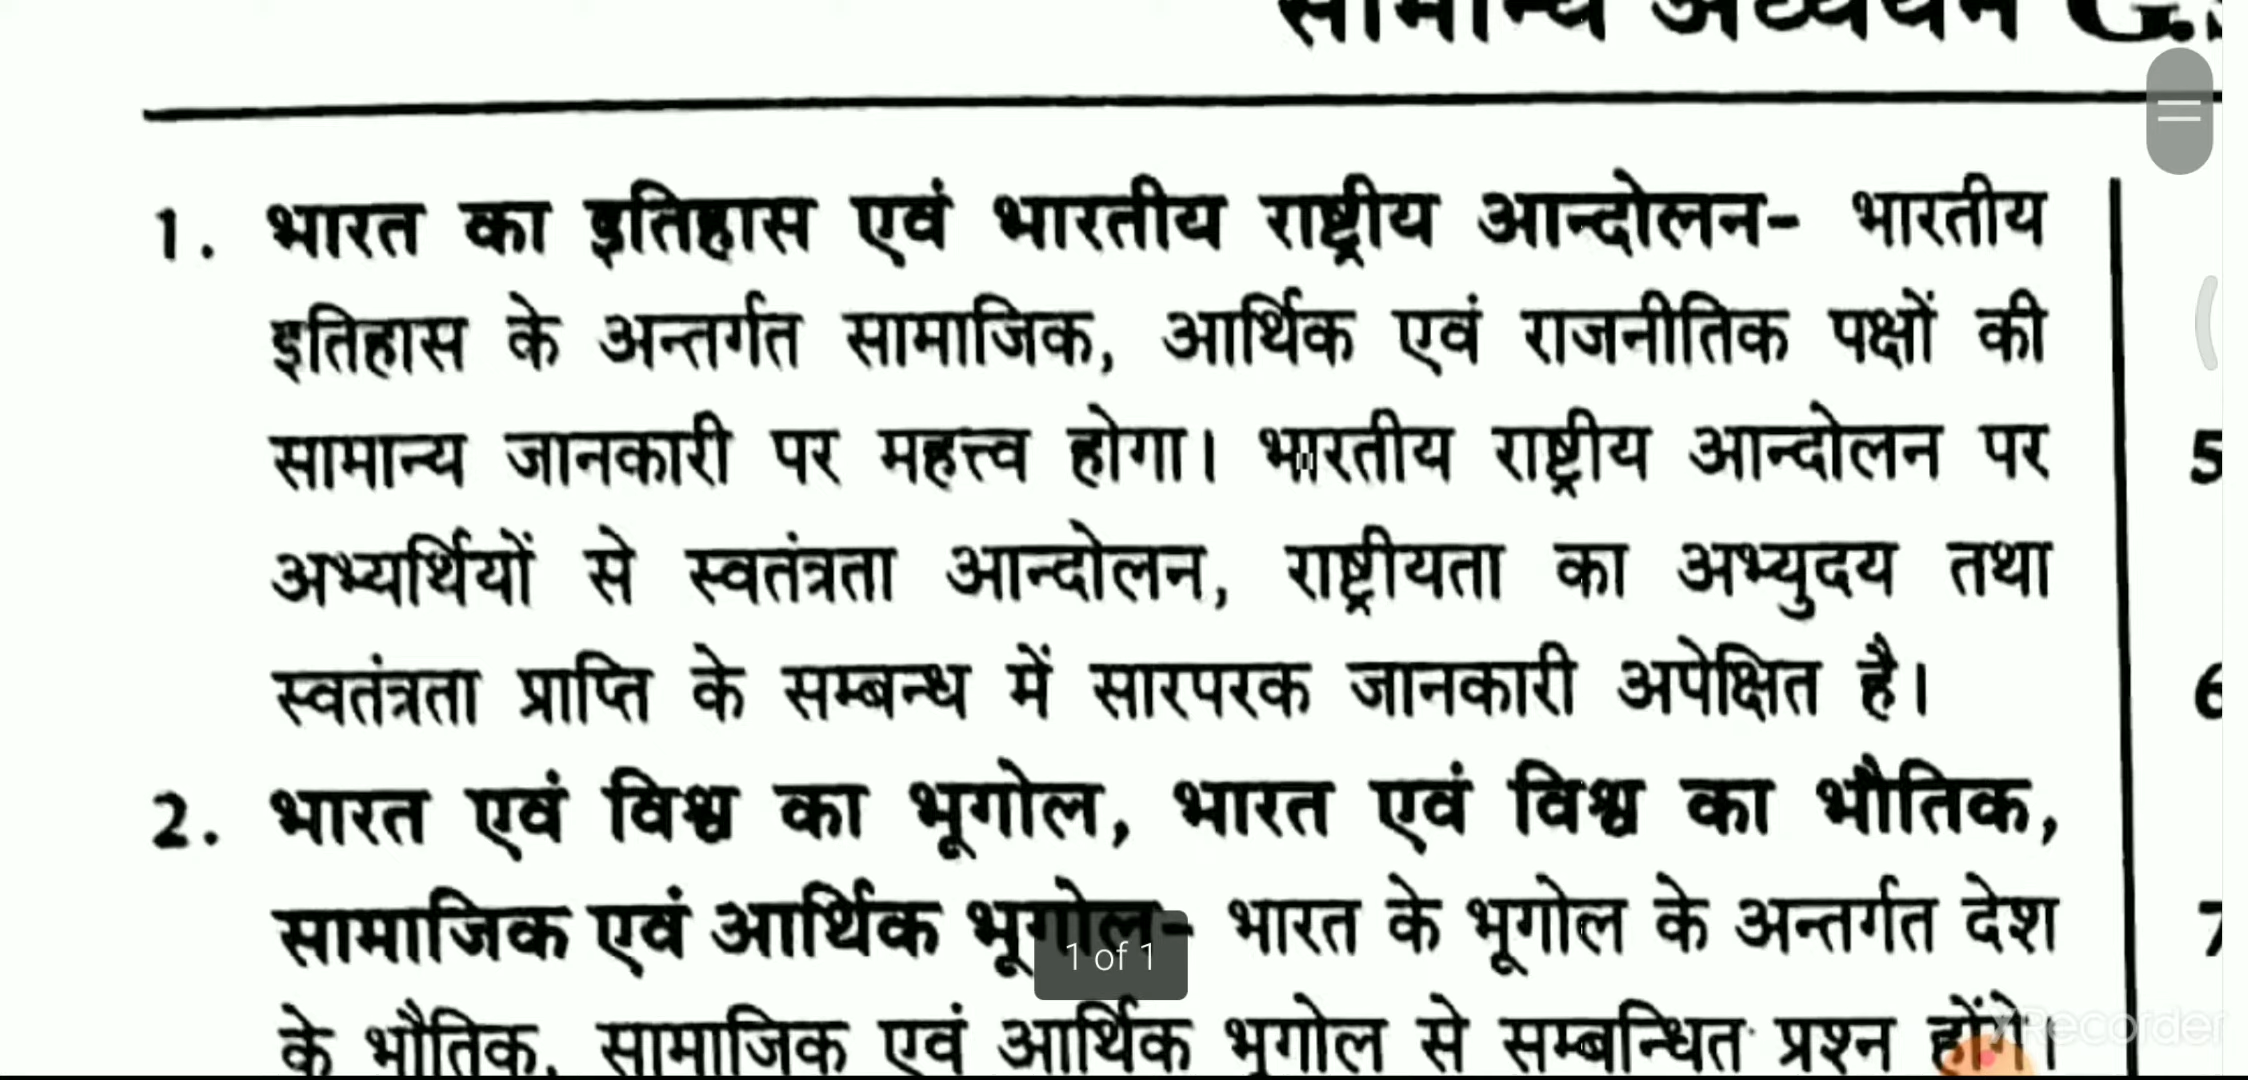 सामान्य अध्ययन G.S
1. भारत का इतिहास एवं भारतीय राष्ट्रीय आन्दोलन- भारतीय
इतिहास के अन्तर्गत सामाजिक, आर्थिक एवं राजनीतिक पक्षों की
सामान्य जानकारी पर महत्त्व होगा। भारतीय राष्ट्रीय आन्दोलन पर
अभ्यर्थियों से स्वतंत्रता आन्दोलन, राष्ट्रीयता का अभ्युदय तथा
स्वतंत्रता प्राप्ति के सम्बन्ध में सारपरक जानकारी अपेक्षित है।
2. भारत एवं विश्व का भूगोल, भारत एवं विश्व का भौतिक,
सामाजिक एवं आर्थिक भूगोल- भारत के भूगोल के अन्तर्गत देश
के भौतिक, सामाजिक एवं आर्थिक भूगोल से सम्बन्धित प्रश्न होंगे।
5
6
7
1 of 1
XRecorder